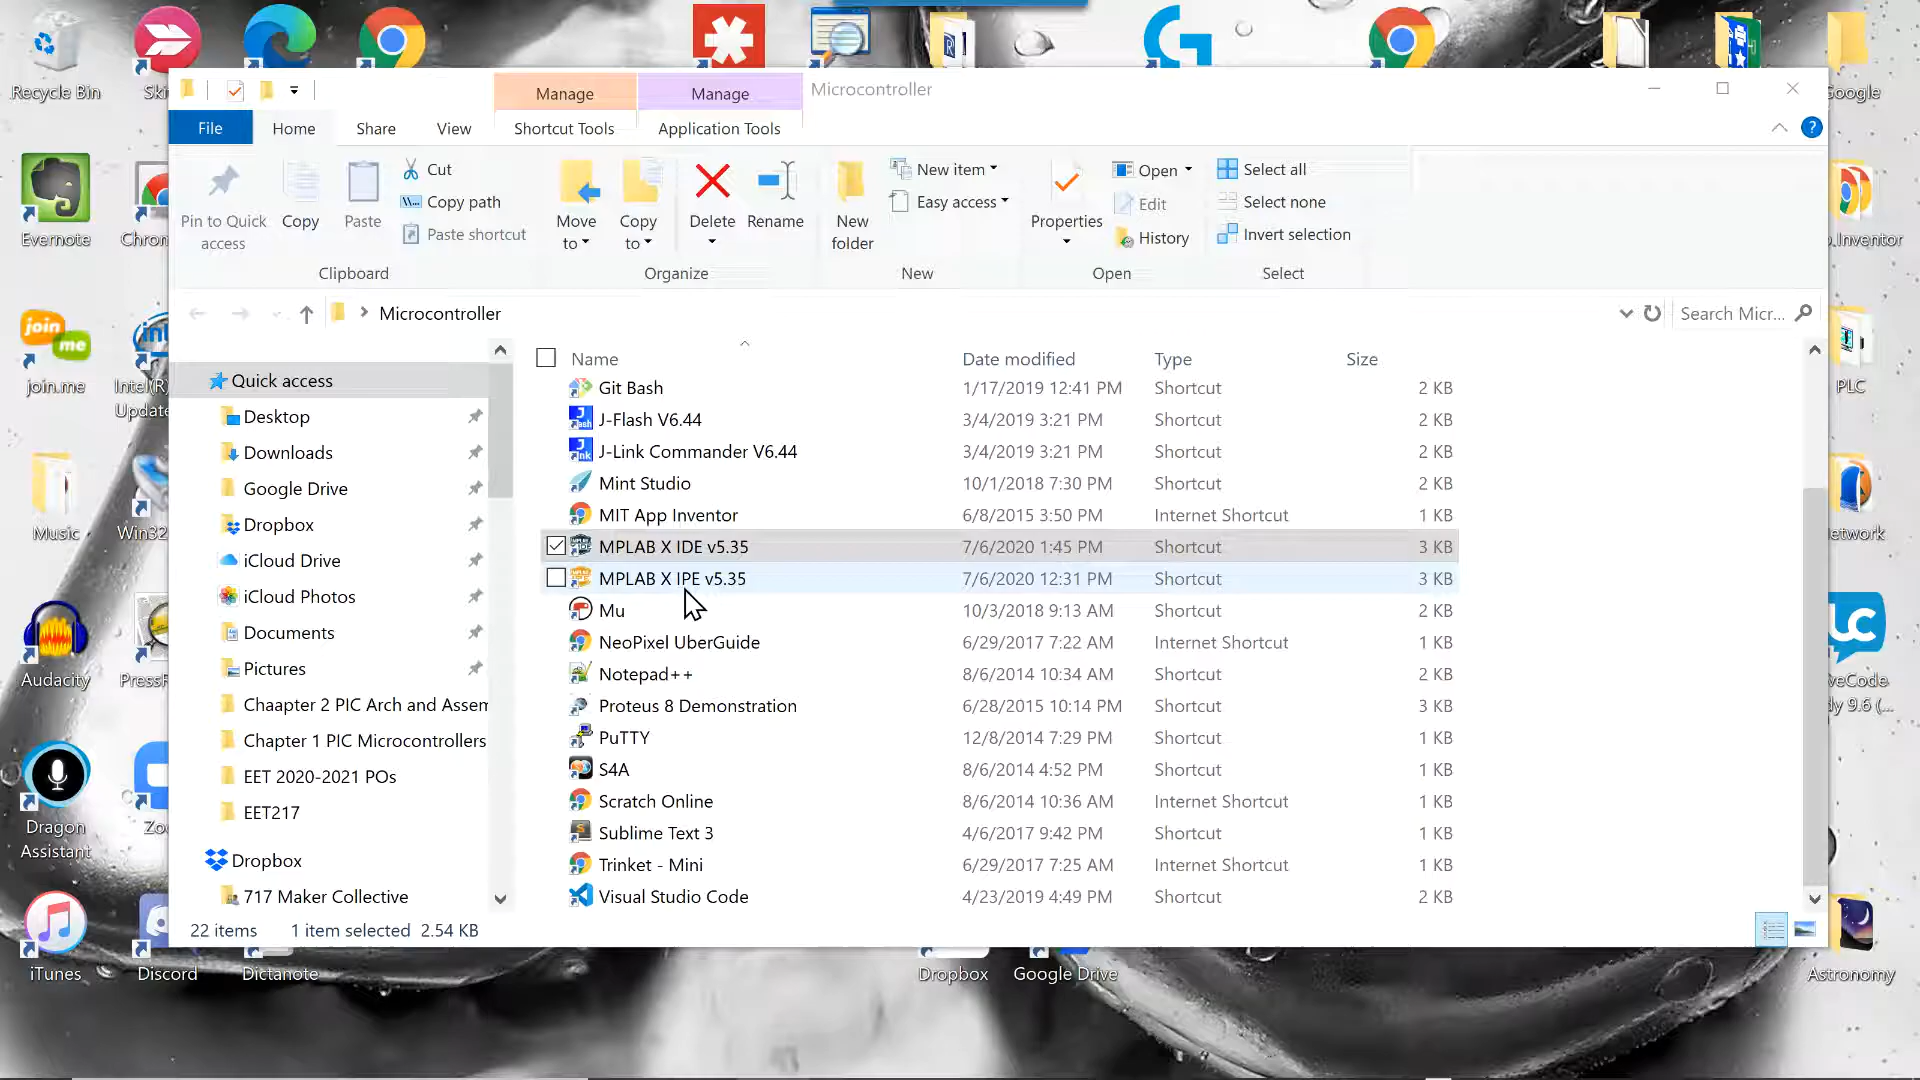 Recycle Bin
Google
Manage
Manage
Microcontroller
File
Home
Share
View
Shortcut Tools
Application Tools
Pin to Quick access
Copy
Paste
Cut
Copy path
Paste shortcut
Move to
Copy to
Delete
Rename
New folder
New item
Easy access
Properties
Open
Edit
History
Select all
Select none
Invert selection
Clipboard
Organize
New
Open
Select
Evernote
Microcontroller
Search Micr...
join.me
PLC
Name
Date modified
Type
Size
Quick access
Desktop
Downloads
Google Drive
Dropbox
iCloud Drive
iCloud Photos
Documents
Pictures
Chaapter 2 PIC Arch and Assem
Chapter 1 PIC Microcontrollers
EET 2020-2021 POs
EET217
Dropbox
717 Maker Collective
Git Bash 1/17/2019 12:41 PM Shortcut 2 KB
J-Flash V6.44 3/4/2019 3:21 PM Shortcut 2 KB
J-Link Commander V6.44 3/4/2019 3:21 PM Shortcut 2 KB
Mint Studio 10/1/2018 7:30 PM Shortcut 2 KB
MIT App Inventor 6/8/2015 3:50 PM Internet Shortcut 1 KB
MPLAB X IDE v5.35 7/6/2020 1:45 PM Shortcut 3 KB
MPLAB X IPE v5.35 7/6/2020 12:31 PM Shortcut 3 KB
Mu 10/3/2018 9:13 AM Shortcut 2 KB
NeoPixel UberGuide 6/29/2017 7:22 AM Internet Shortcut 1 KB
Notepad++ 8/6/2014 10:34 AM Shortcut 2 KB
Proteus 8 Demonstration 6/28/2015 10:14 PM Shortcut 3 KB
PuTTY 12/8/2014 7:29 PM Shortcut 1 KB
S4A 8/6/2014 4:52 PM Shortcut 1 KB
Scratch Online 8/6/2014 10:36 AM Internet Shortcut 1 KB
Sublime Text 3 4/6/2017 9:42 PM Shortcut 1 KB
Trinket - Mini 6/29/2017 7:25 AM Internet Shortcut 1 KB
Visual Studio Code 4/23/2019 4:49 PM Shortcut 2 KB
22 items 1 item selected 2.54 KB
Music
Audacity
Dragon Assistant
iTunes
Discord
Dictanote
Dropbox
Google Drive
Astronomy